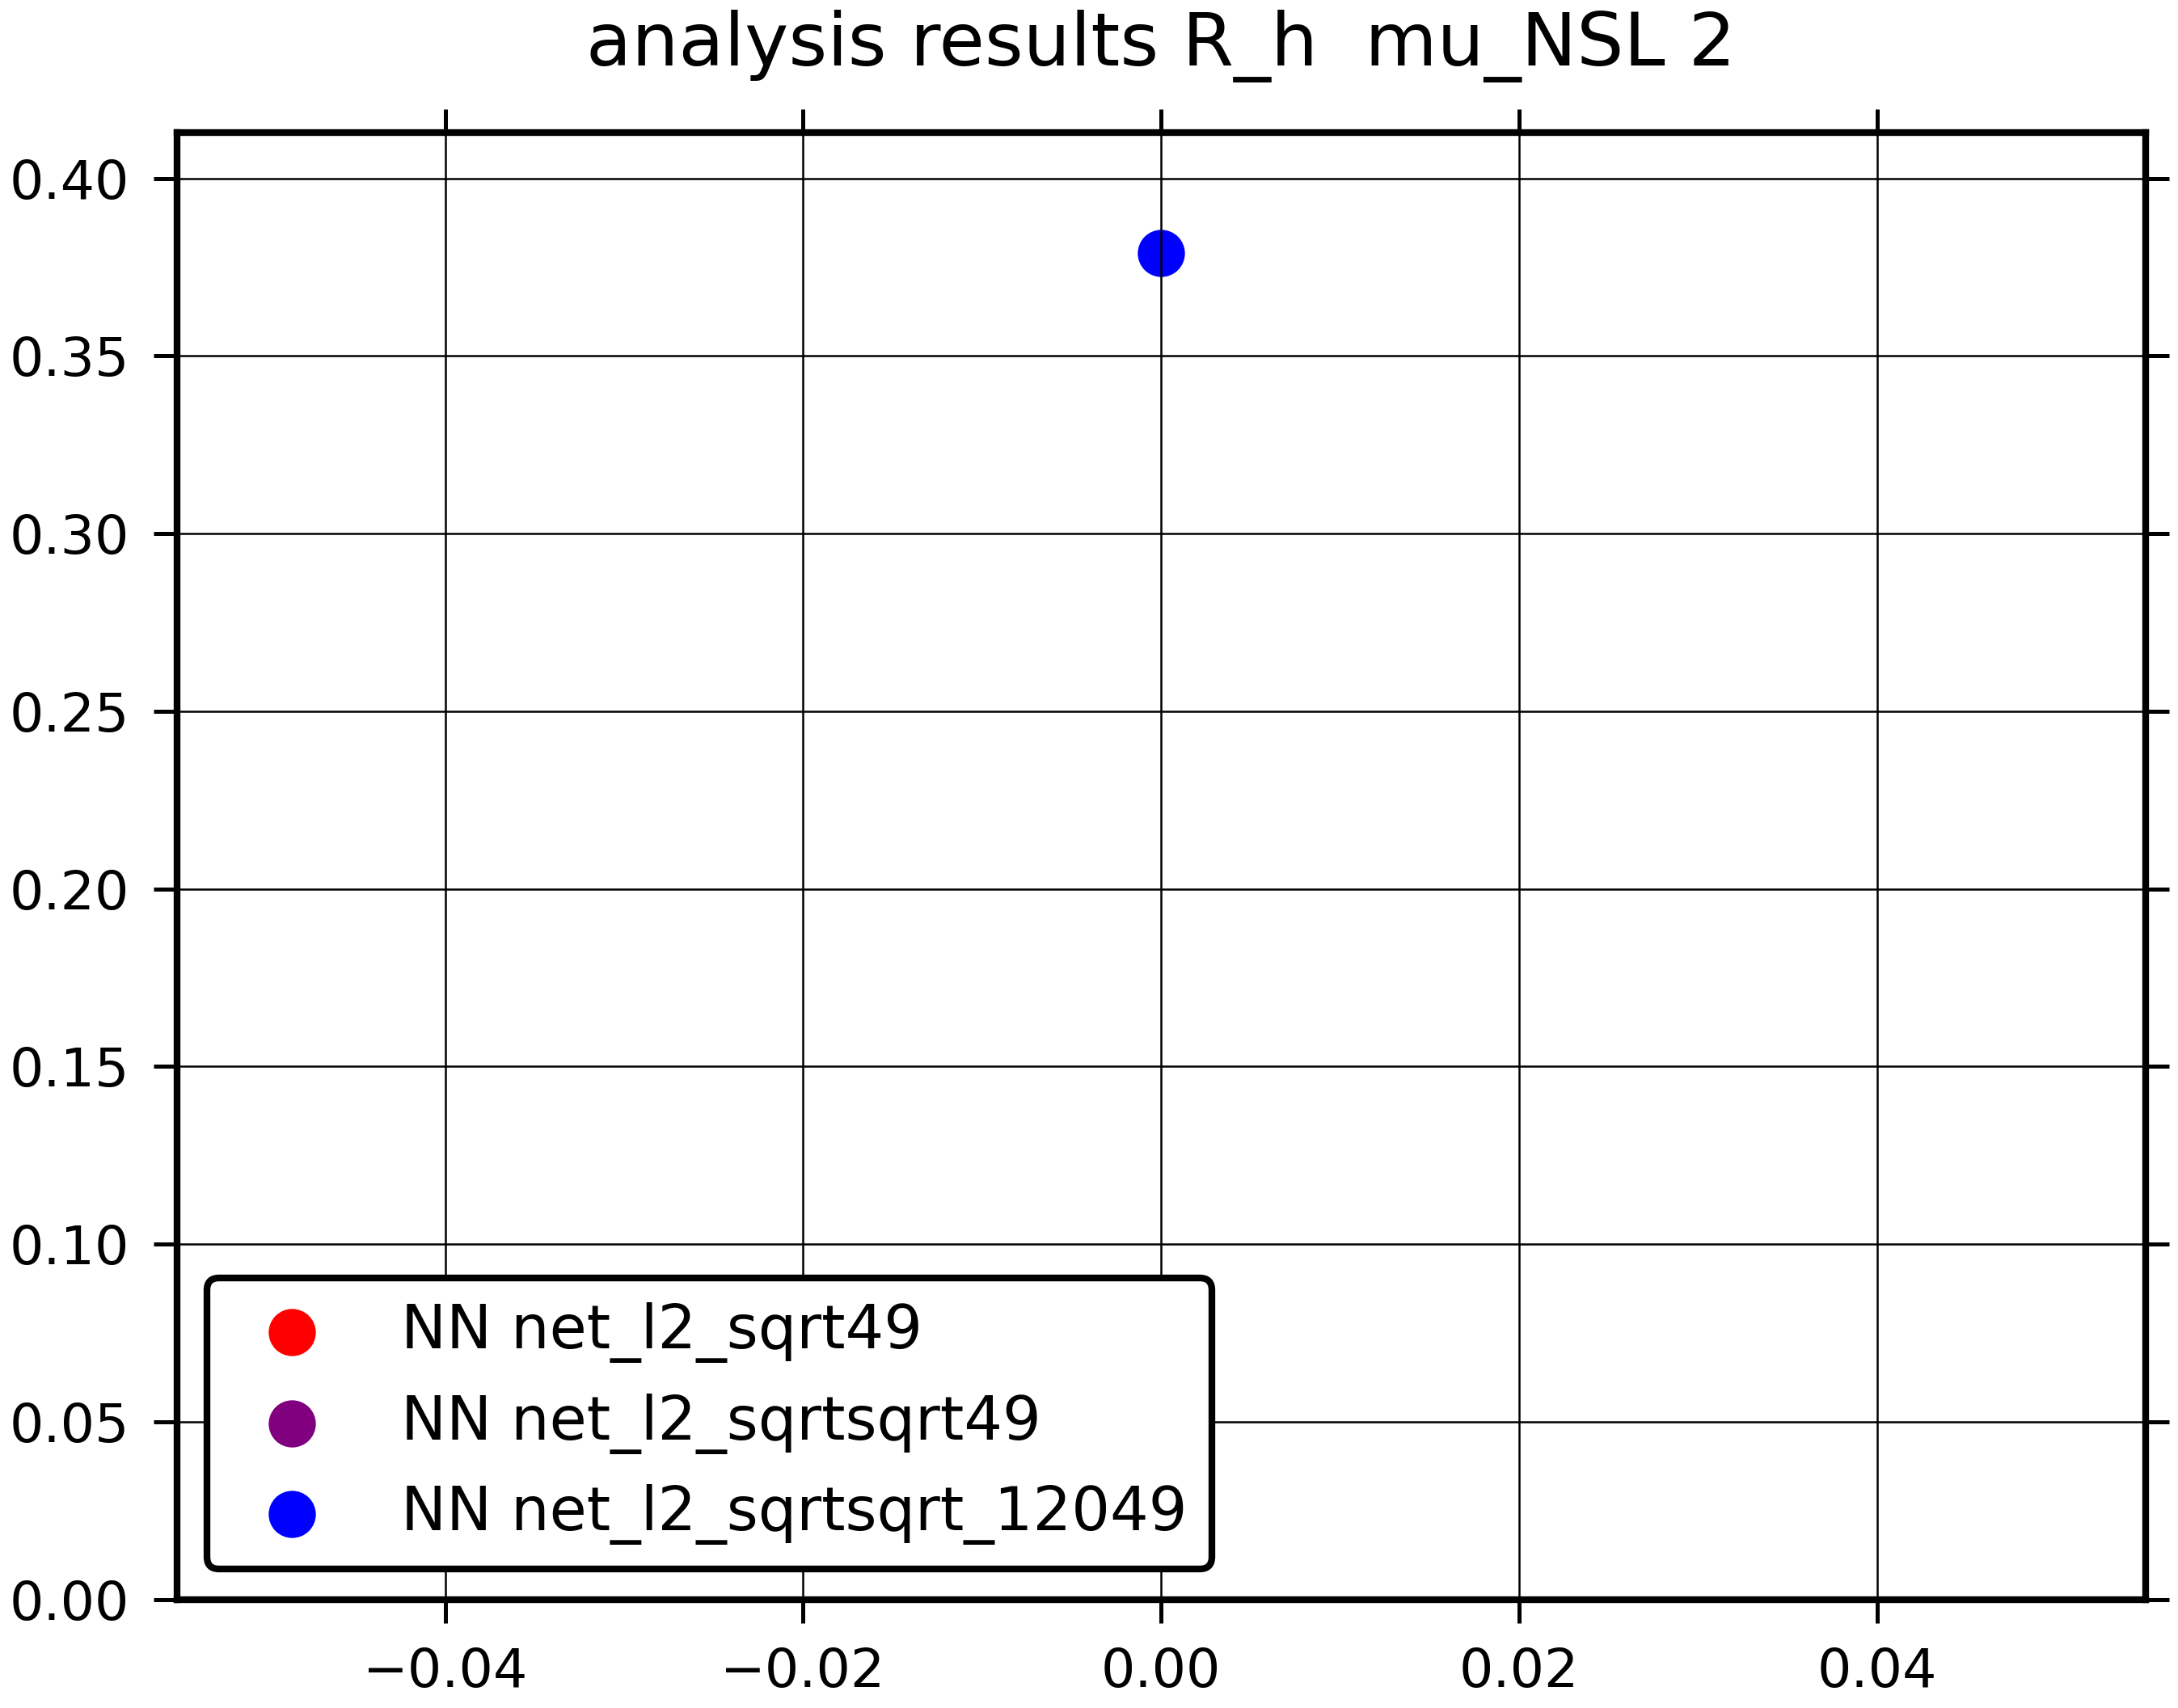 analysis results R_h  mu_NSL 2
0.40
0.35
0.30
0.25
0.20
0.15
0.10
0.05
0.00
NN net_l2_sqrt49
NN net_l2_sqrtsqrt49
NN net_l2_sqrtsqrt_12049
−0.04 −0.02 0.00 0.02 0.04